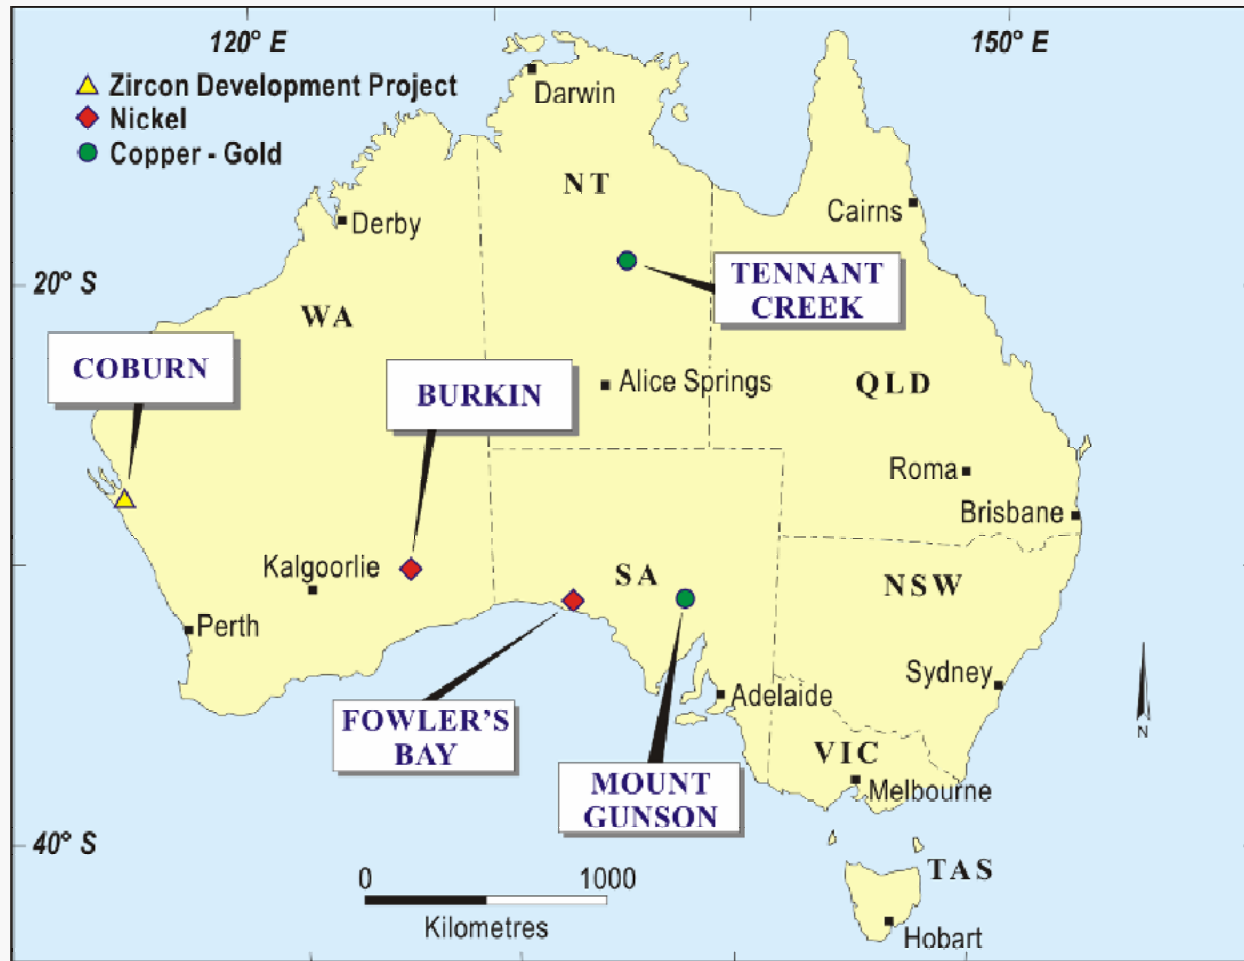 120° E
150° E
Zircon Development Project
Nickel
Copper - Gold
Darwin
NT
Derby
Cairns
20° S
TENNANT
CREEK
WA
COBURN
BURKIN
Alice Springs
QLD
Roma
Brisbane
Kalgoorlie
SA
NSW
Perth
Sydney
Adelaide
FOWLER'S
BAY
N
VIC
MOUNT
GUNSON
Melbourne
40° S
TAS
0 1000
Kilometres
Hobart